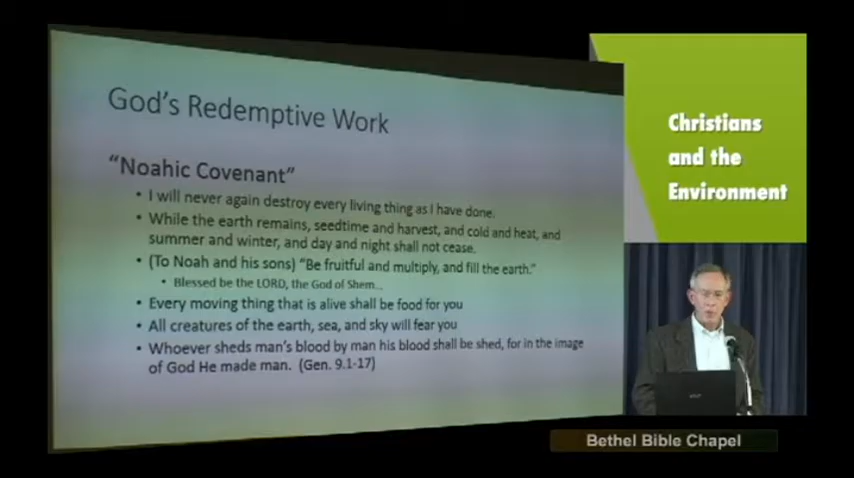 God's Redemptive Work
"Noahic Covenant"
• I will never again destroy every living thing as I have done.
• While the earth remains, seedtime and harvest, and cold and heat, and
summer and winter, and day and night shall not cease.
• (To Noah and his sons) "Be fruitful and multiply, and fill the earth."
• Blessed be the LORD, the God of Shem...
• Every moving thing that is alive shall be food for you
• All creatures of the earth, sea, and sky will fear you
• Whoever sheds man's blood by man his blood shall be shed, for in the image
of God He made man. (Gen. 9.1-17)
Christians
and the
Environment
Bethel Bible Chapel